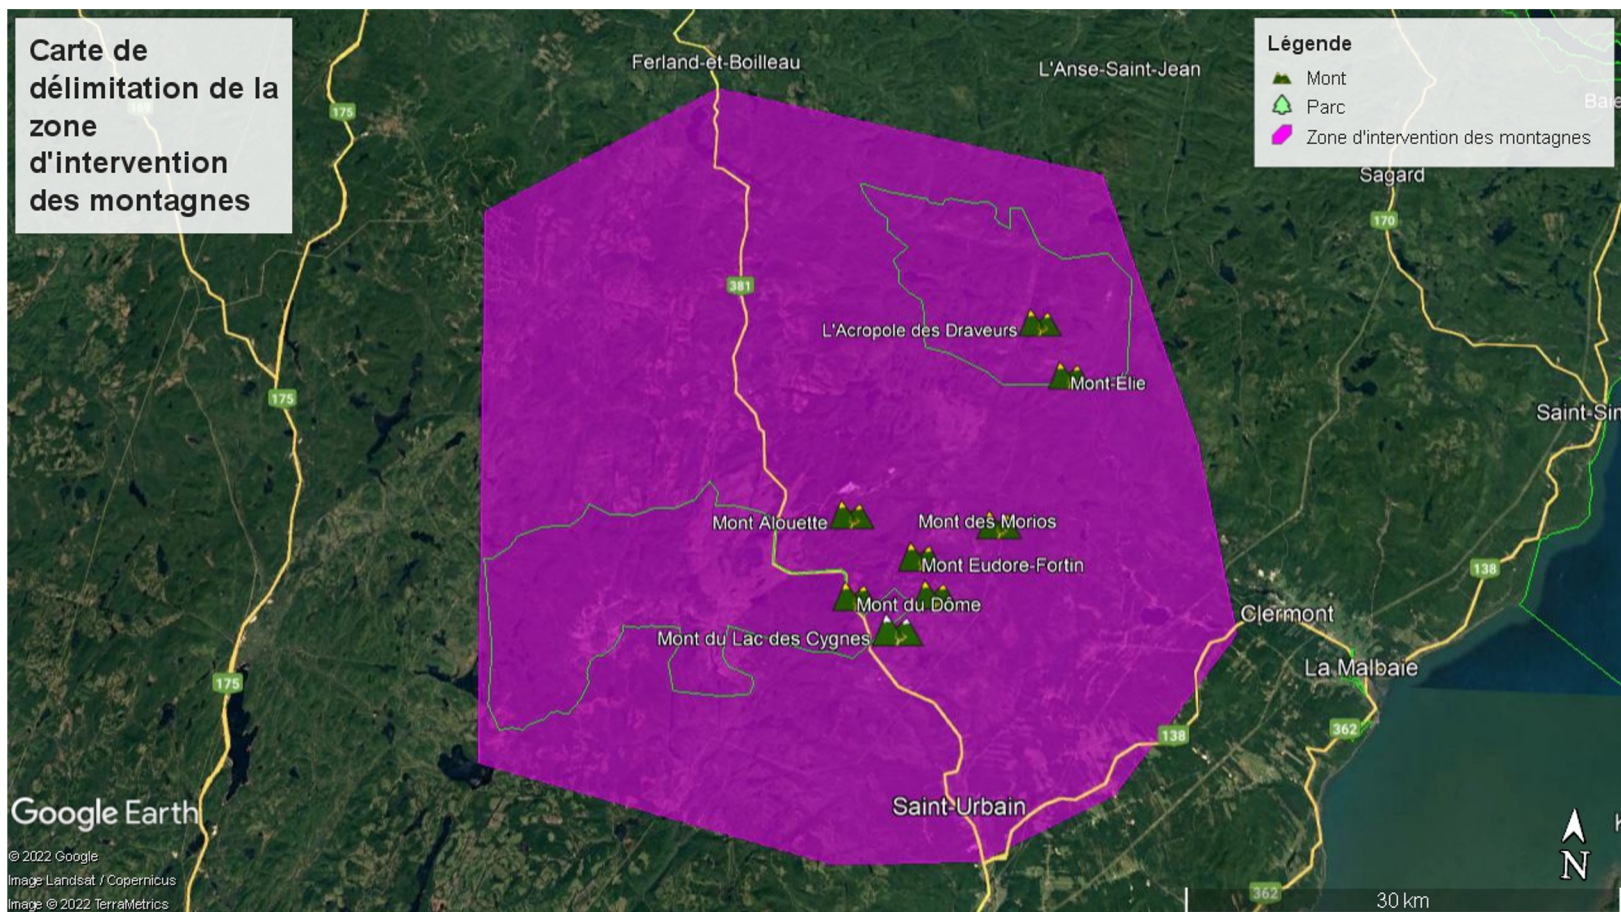 Carte de
délimitation de la
zone
d'intervention
des montagnes
Légende
Mont
Parc
Zone d'intervention des montagnes
Ferland-et-Boilleau
L'Anse-Saint-Jean
Sagard
175
170
381
L'Acropole des Draveurs
Mont-Élie
175
Saint-Sim
Mont Alouette
Mont des Morios
Mont Eudore-Fortin
138
Mont du Dôme
Clermont
Mont du Lac des Cygnes
La Malbaie
175
362
138
Saint-Urbain
Google Earth
© 2022 Google
Image Landsat / Copernicus
Image © 2022 TerraMetrics
N
362
30 km